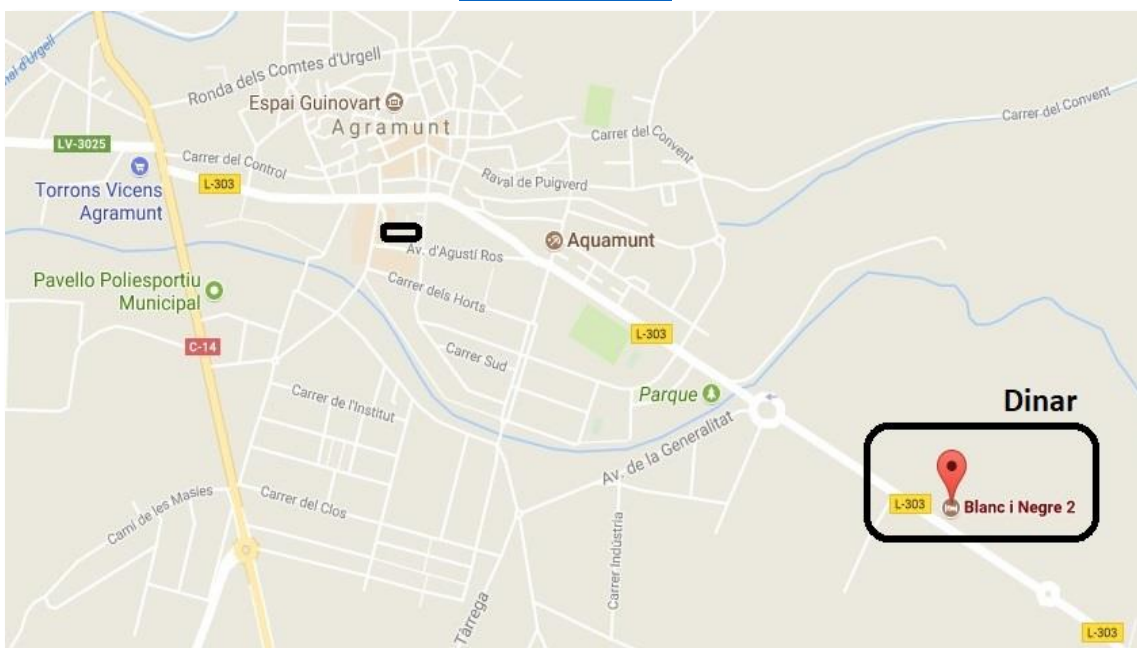 nal d'Urgell
Ronda dels Comtes d'Urgell
Espai Guinovart
Agramunt
Carrer del Convent
Carrer del Convent
LV-3025
Carrer del Control
Torrons Vicens
Agramunt
L-303
Raval de Puigverd
Aquamunt
Av. d'Agustí Ros
Pavello Poliesportiu
Municipal
Carrer dels Horts
L-303
C-14
Carrer Sud
Parque
Dinar
Carrer de l'Institut
Av. de la Generalitat
L-303
Blanc i Negre 2
Camí de les Masies
Carrer del Clos
Carrer Indústria
Tàrrega
L-303